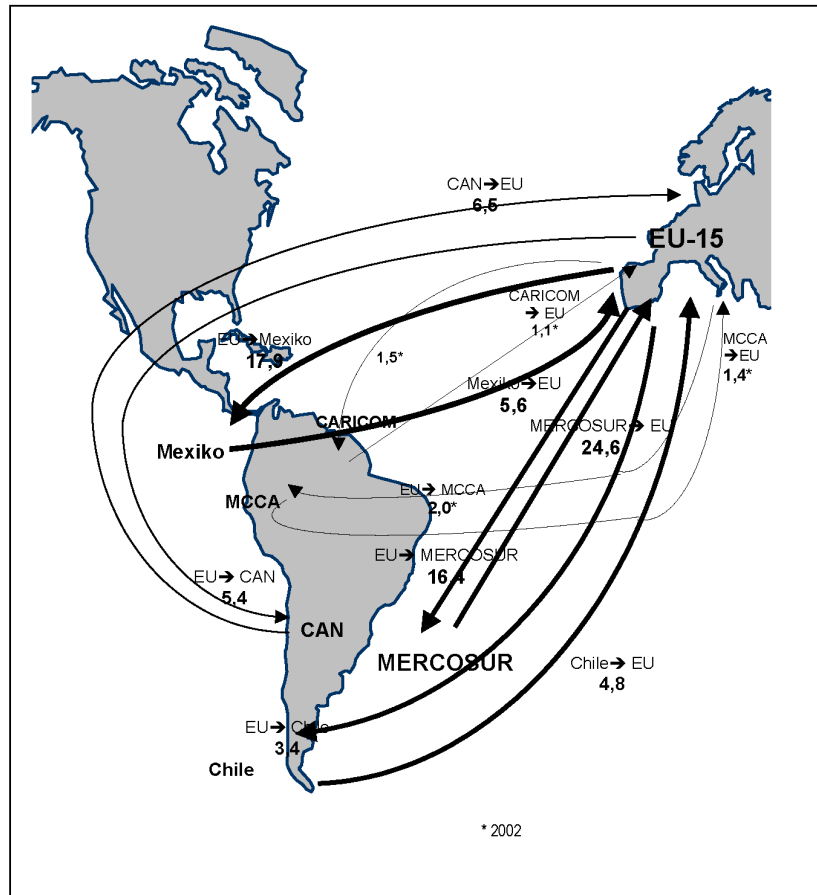 CAN➔EU
6,5
EU-15
CARICOM
➔ EU
1,1*
EU➔Mexiko
17,9
1,5*
MCCA
➔EU
1,4*
Mexiko➔EU
5,6
CARICOM
MERCOSUR➔ EU
24,6
Mexiko
MCCA
EU➔ MCCA
2,0*
EU➔ MERCOSUR
16,4
EU➔ CAN
5,4
CAN
MERCOSUR
Chile➔ EU
4,8
EU➔ Chile
3,4
Chile
* 2002